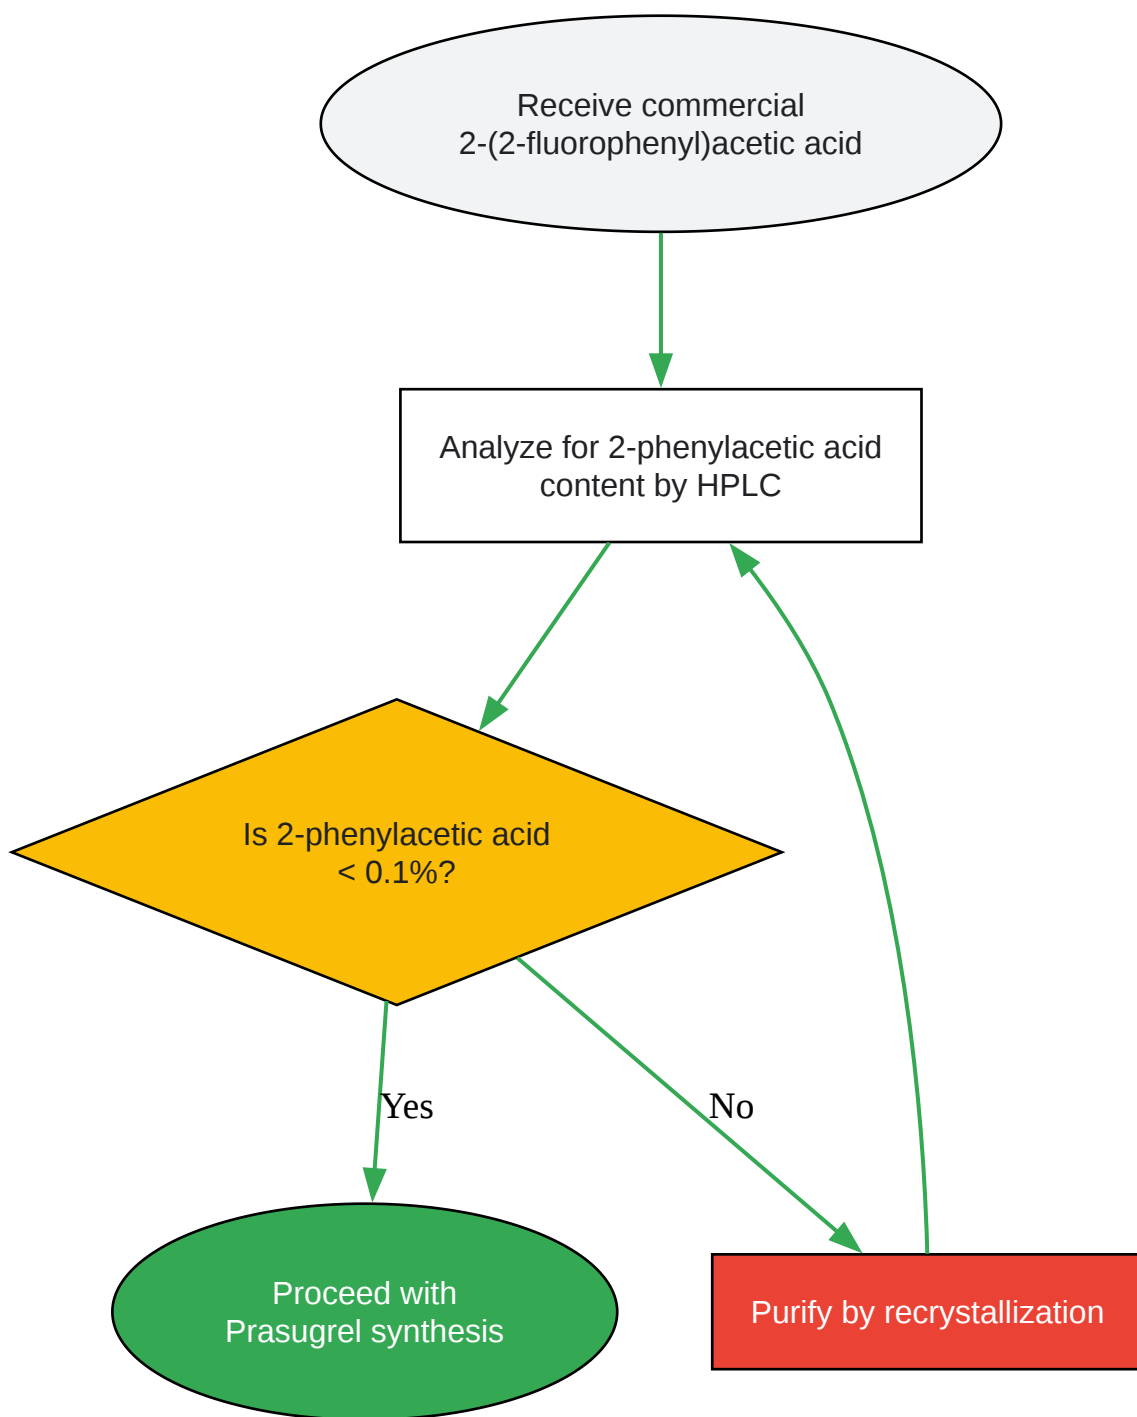 Receive commercial
2-(2-fluorophenyl)acetic acid
Analyze for 2-phenylacetic acid
content by HPLC
Is 2-phenylacetic acid
< 0.1%?
Yes
No
Proceed with
Prasugrel synthesis
Purify by recrystallization